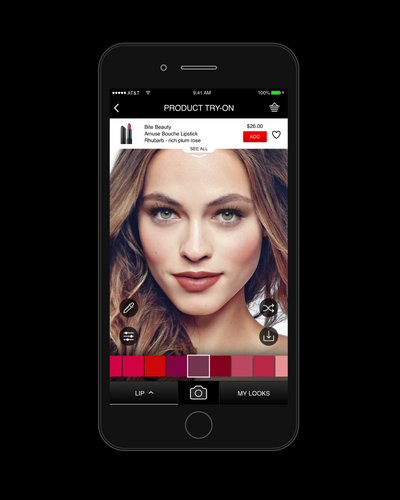 AT&T 9:41 AM 100%
PRODUCT TRY-ON
Bite Beauty
Amuse Bouche Lipstick
Rhubarb - rich plum rose
$26.00
ADD
SEE ALL
LIP
MY LOOKS